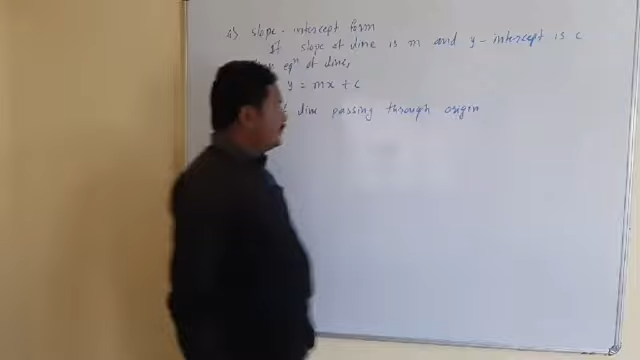 a) slope - intercept form
If slope of line is m and y - intercept is c
eqⁿ of line,
y = mx + c
line passing through origin